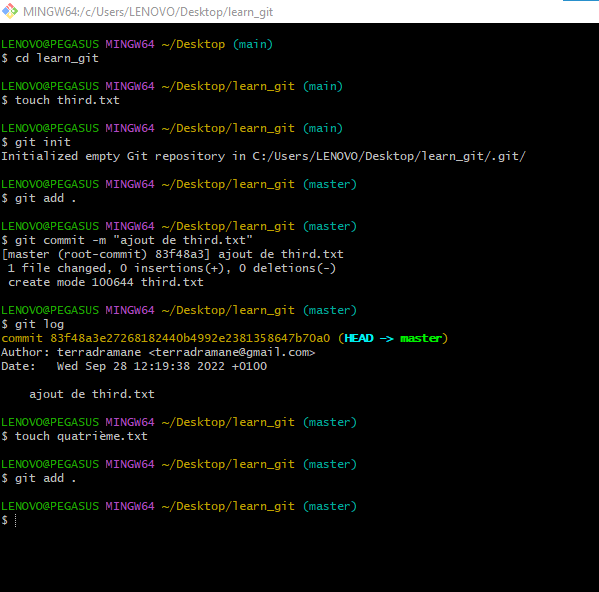 MINGW64:/c/Users/LENOVO/Desktop/learn_git
LENOVO@PEGASUS MINGW64 ~/Desktop (main)
$ cd learn_git
LENOVO@PEGASUS MINGW64 ~/Desktop/learn_git (main)
$ touch third.txt
LENOVO@PEGASUS MINGW64 ~/Desktop/learn_git (main)
$ git init
Initialized empty Git repository in C:/Users/LENOVO/Desktop/learn_git/.git/
LENOVO@PEGASUS MINGW64 ~/Desktop/learn_git (master)
$ git add .
LENOVO@PEGASUS MINGW64 ~/Desktop/learn_git (master)
$ git commit -m "ajout de third.txt"
[master (root-commit) 83f48a3] ajout de third.txt
1 file changed, 0 insertions(+), 0 deletions(-)
create mode 100644 third.txt
LENOVO@PEGASUS MINGW64 ~/Desktop/learn_git (master)
$ git log
commit 83f48a3e27268182440b4992e2381358647b70a0 (HEAD -> master)
Author: terradramane <terradramane@gmail.com>
Date:   Wed Sep 28 12:19:38 2022 +0100
ajout de third.txt
LENOVO@PEGASUS MINGW64 ~/Desktop/learn_git (master)
$ touch quatrième.txt
LENOVO@PEGASUS MINGW64 ~/Desktop/learn_git (master)
$ git add .
LENOVO@PEGASUS MINGW64 ~/Desktop/learn_git (master)
$